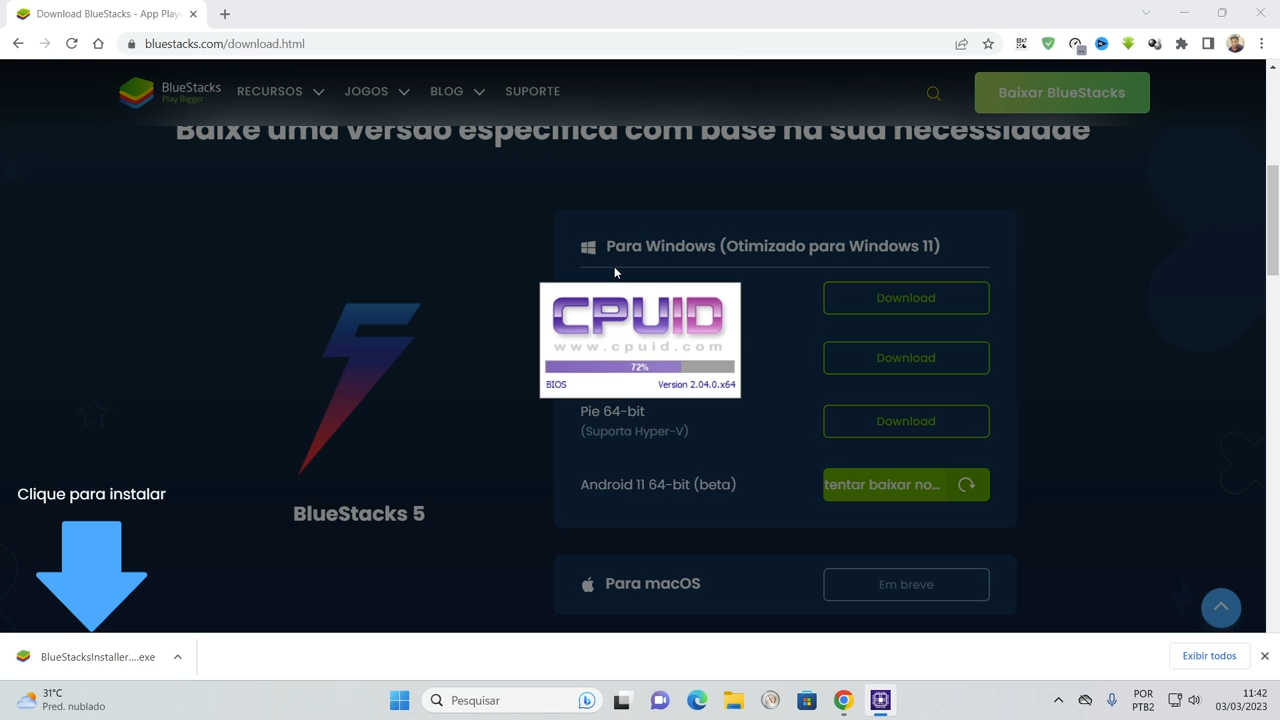 Download BlueStacks - App Playe
bluestacks.com/download.html
BlueStacks
Play Bigger
RECURSOS
JOGOS
BLOG
SUPORTE
Baixar BlueStacks
Baixe uma versão específica com base na sua necessidade
Para Windows (Otimizado para Windows 11)
Download
CPUID
www.cpuid.com
72%
BIOS
Version 2.04.0.x64
Download
Pie 64-bit
(Suporta Hyper-V)
Download
Android 11 64-bit (beta)
tentar baixar no...
BlueStacks 5
Clique para instalar
Para macOS
Em breve
BlueStacksInstaller....exe
Exibir todos
31°C
Pred. nublado
Pesquisar
POR
PTB2
11:42
03/03/2023